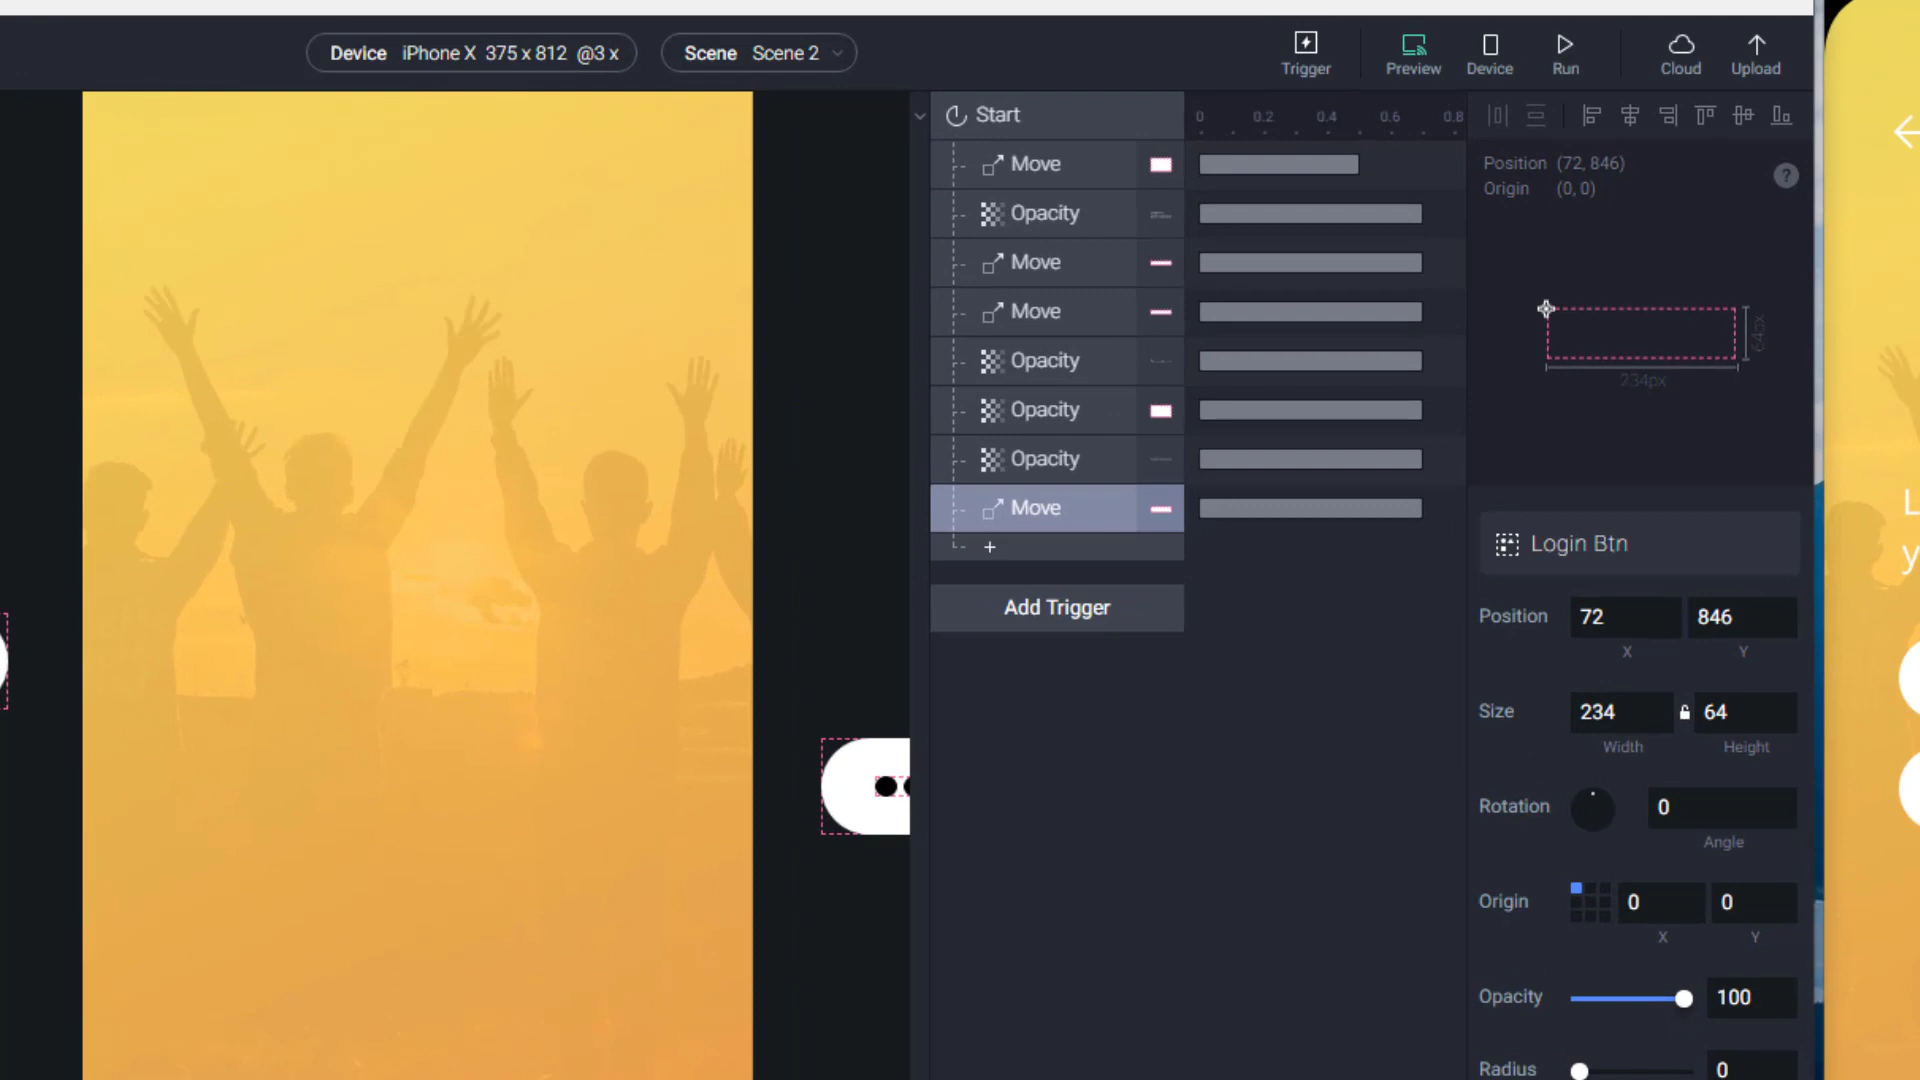 Device iPhone X 375 x 812 @3 x
Scene Scene 2
Trigger
Preview
Device
Run
Cloud
Upload
Start
0 0.2 0.4 0.6 0.8
Move
Opacity
Move
Move
Opacity
Opacity
Opacity
Move
+
Add Trigger
Position (72, 846)
Origin (0, 0)
?
64px
234px
Login Btn
Position 72 846
X Y
Size 234 64
Width Height
Rotation 0
Angle
Origin 0 0
X Y
Opacity 100
Radius 0
L
y